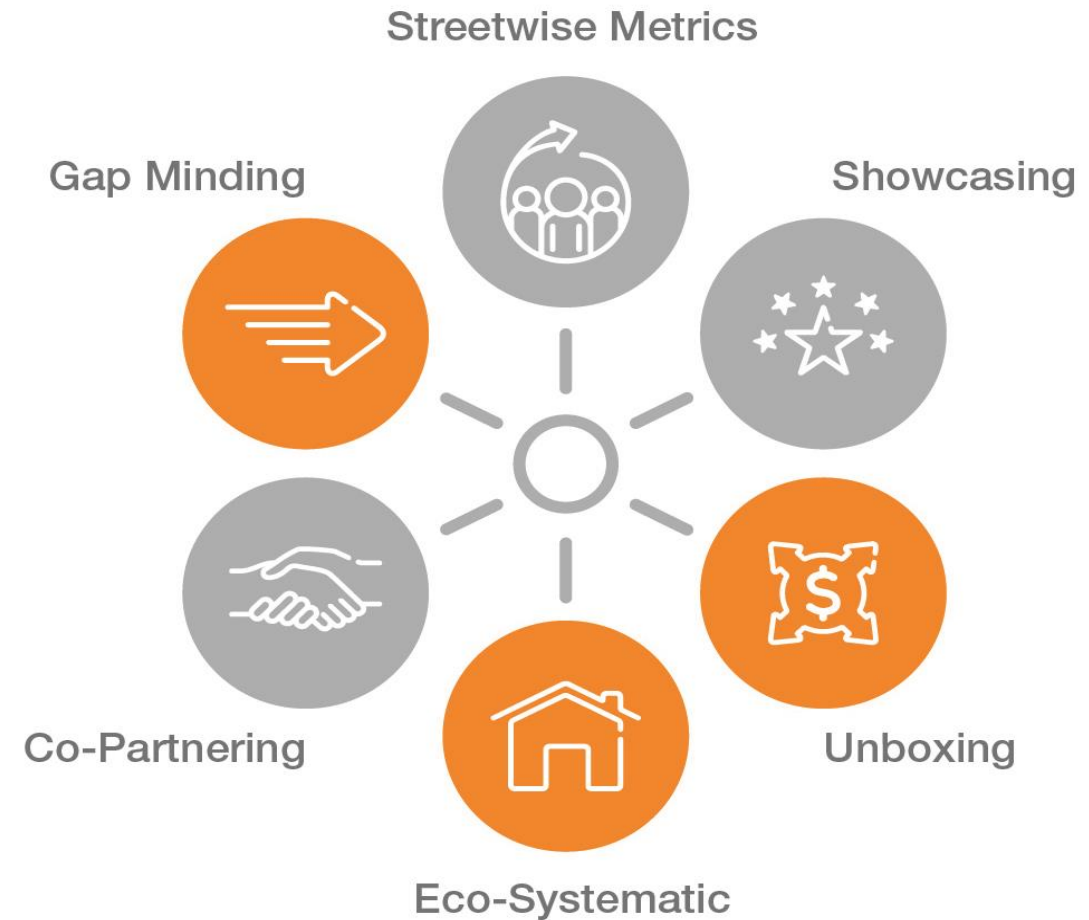 Streetwise Metrics
Gap Minding
Showcasing
$
Co-Partnering
Unboxing
Eco-Systematic